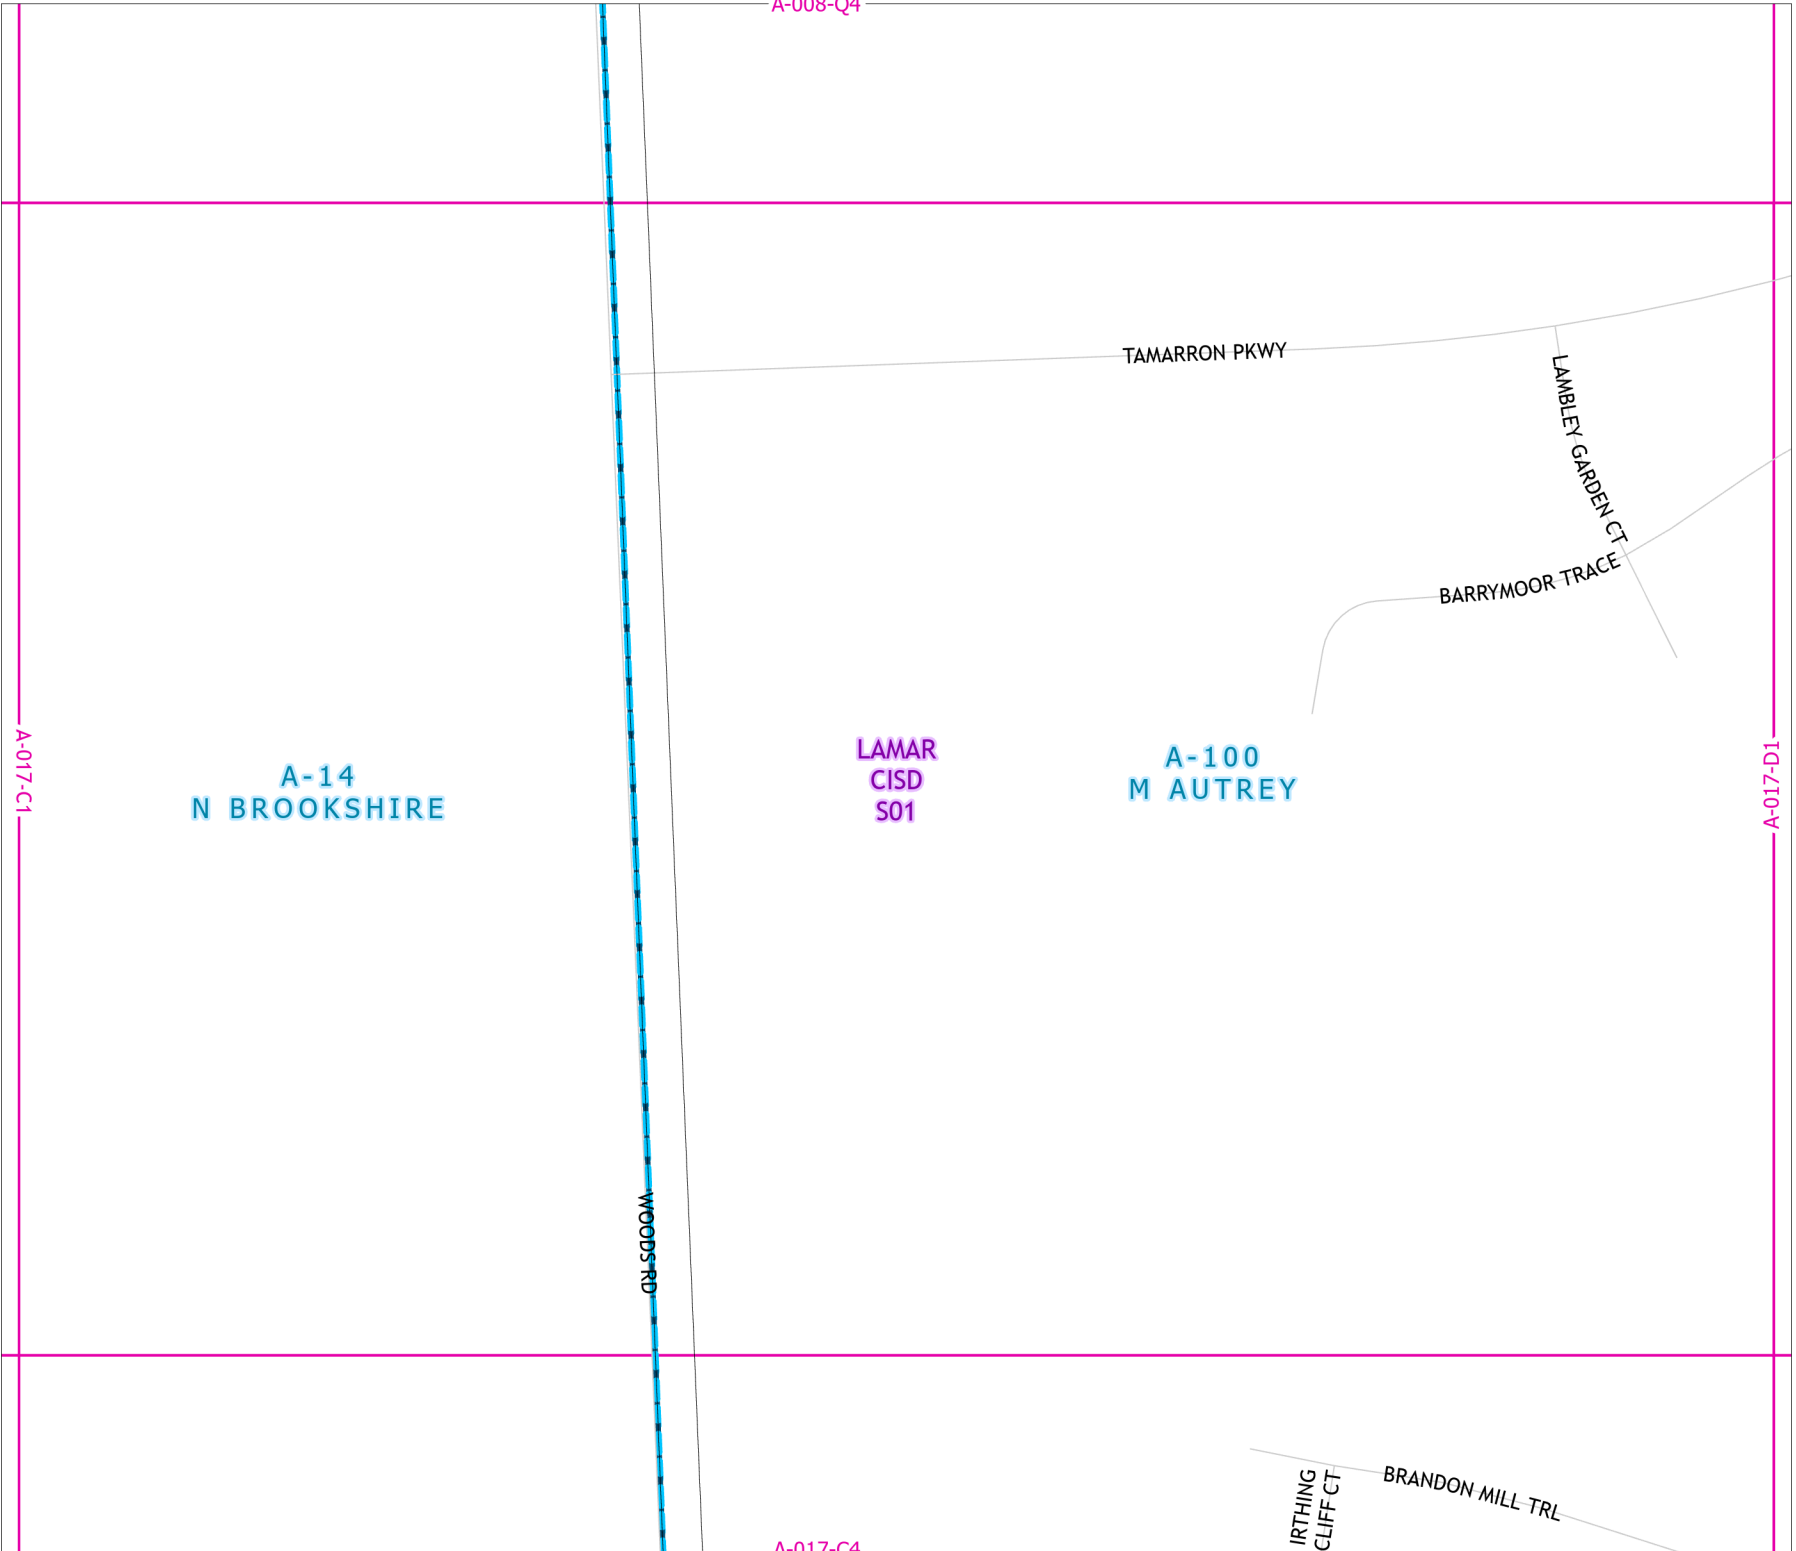 A-008-Q4
TAMARRON PKWY
LAMBLEY GARDEN CT
BARRYMOOR TRACE
A-017-C1
A-14
N BROOKSHIRE
LAMAR
CISD
S01
A-100
M AUTREY
A-017-D1
WOODS RD
BRANDON MILL TRL
IRTHING
CLIFF CT
A-017-C4